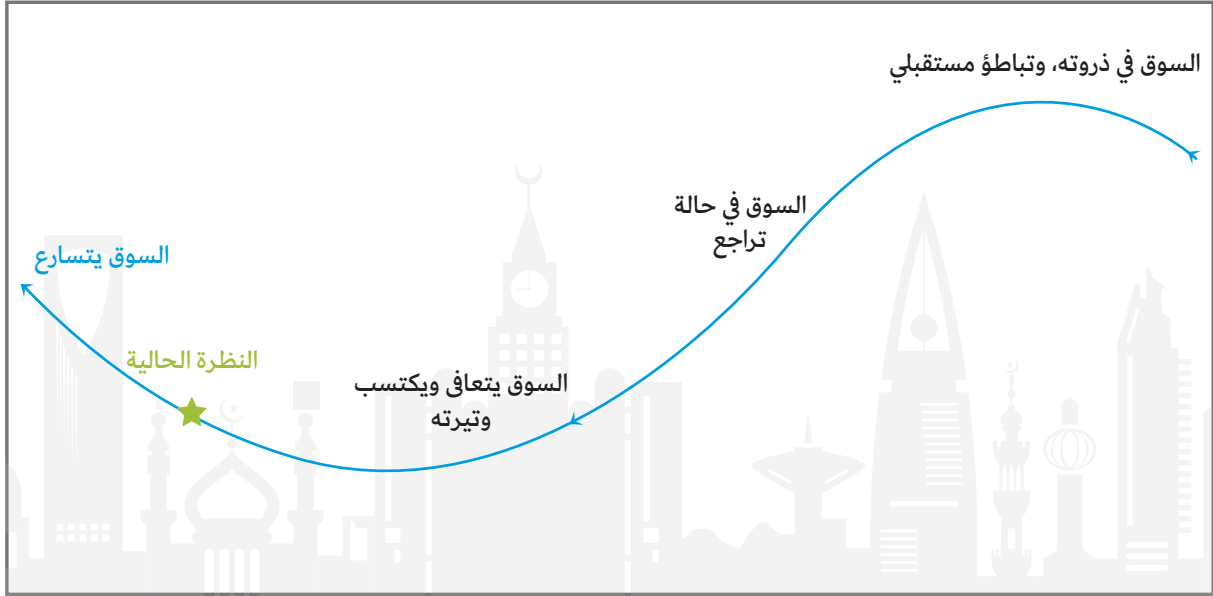 السوق في ذروته، وتباطؤ مستقبلي
السوق في حالة
تراجع
السوق يتعافى ويكتسب
وتيرته
النظرة الحالية
السوق يتسارع